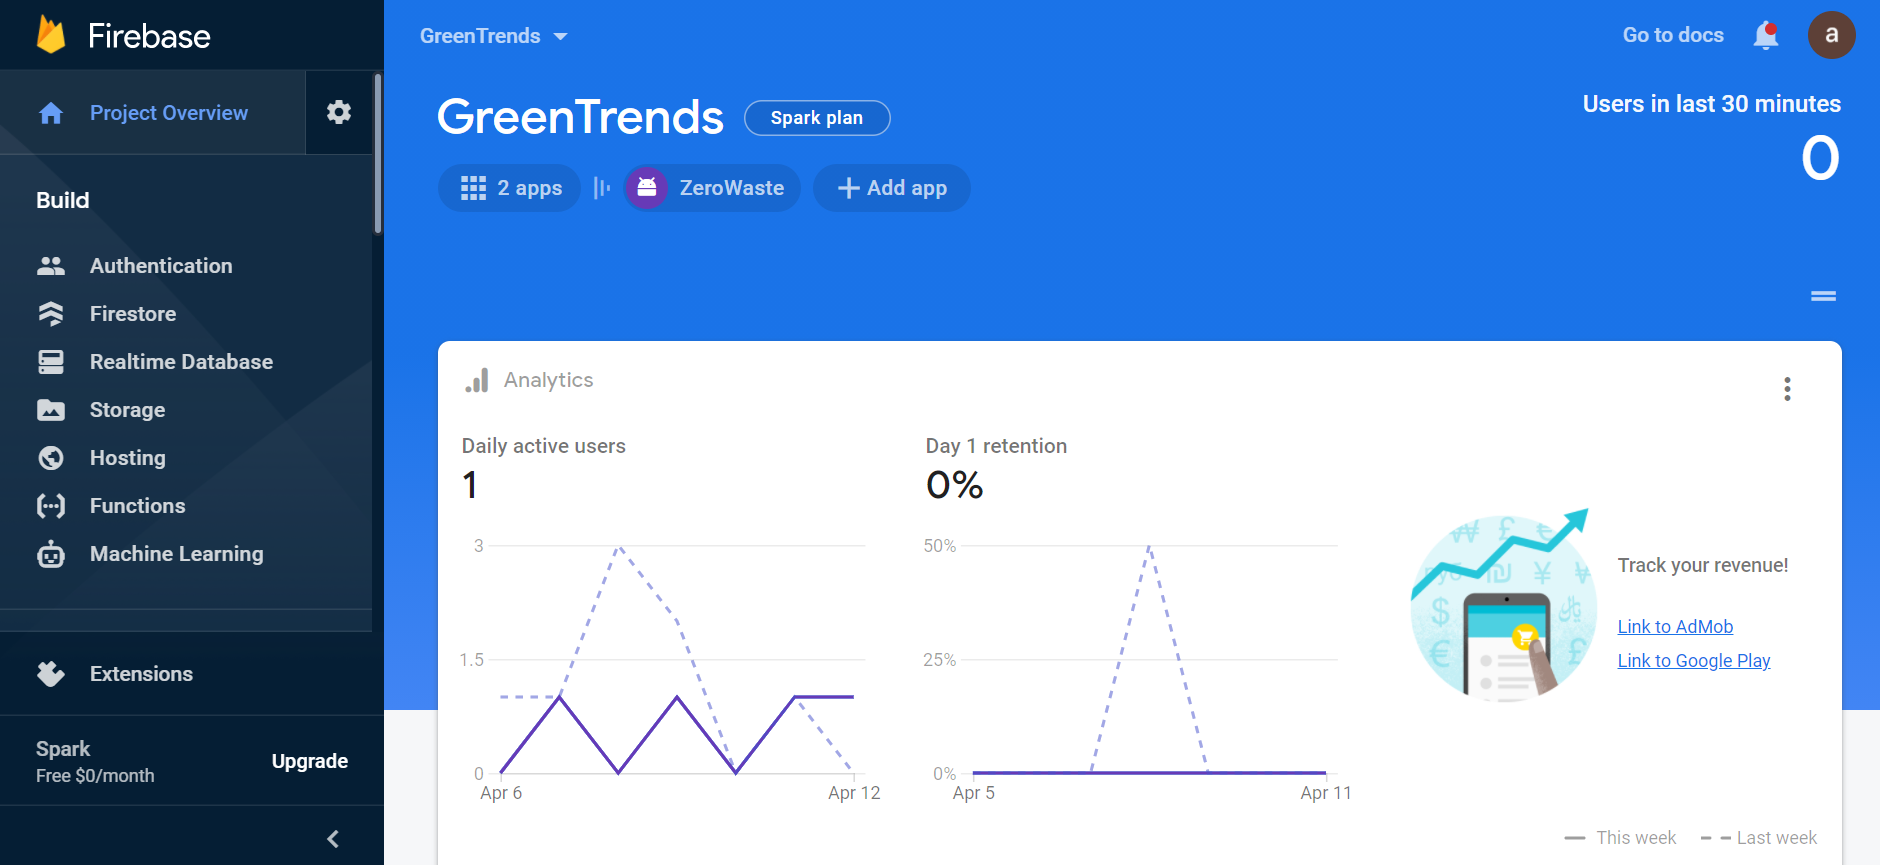 Firebase
Project Overview
Build
Authentication
Firestore
Realtime Database
Storage
Hosting
Functions
Machine Learning
Extensions
Spark
Free $0/month
Upgrade
GreenTrends
Go to docs
a
GreenTrends
Spark plan
Users in last 30 minutes
0
2 apps
ZeroWaste
Add app
Analytics
Daily active users
1
3
1.5
0
Apr 6
Apr 12
Day 1 retention
0%
50%
25%
0%
Apr 5
Apr 11
Track your revenue!
Link to AdMob
Link to Google Play
This week
Last week